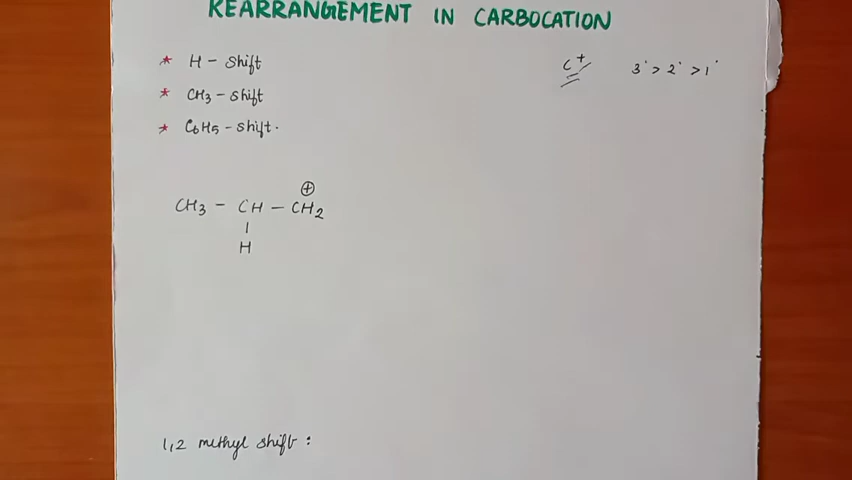 REARRANGEMENT IN CARBOCATION
* H - Shift
* CH3 - Shift
* C6H5 - Shift.
C+ 3° > 2° > 1°
⊕
CH3 - CH - CH2
|
H
1,2 methyl shift :